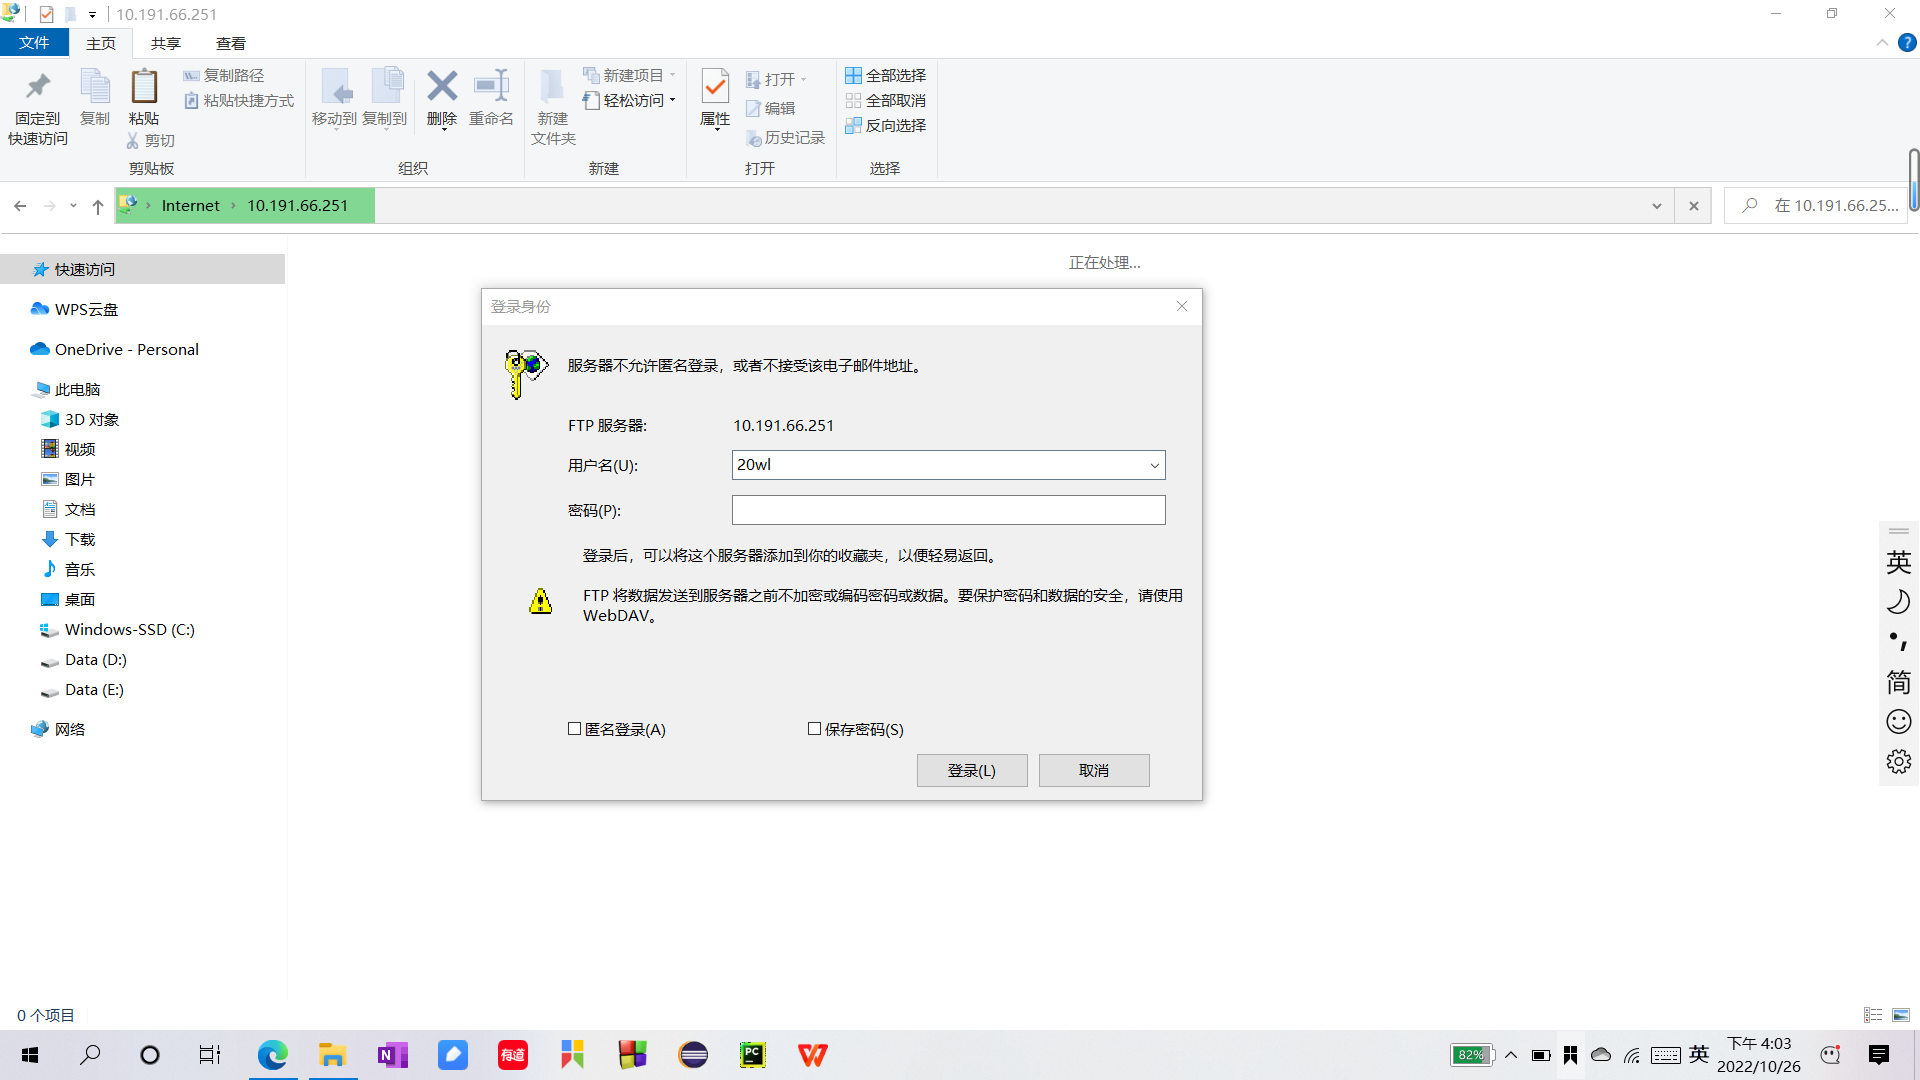 10.191.66.251
文件
主页
共享
查看
固定到
快速访问
复制
粘贴
复制路径
粘贴快捷方式
剪切
剪贴板
移动到
复制到
删除
重命名
组织
新建
文件夹
新建项目
轻松访问
新建
属性
打开
编辑
历史记录
打开
全部选择
全部取消
反向选择
选择
Internet
10.191.66.251
在 10.191.66.25...
快速访问
WPS云盘
OneDrive - Personal
此电脑
3D 对象
视频
图片
文档
下载
音乐
桌面
Windows-SSD (C:)
Data (D:)
Data (E:)
网络
正在处理...
登录身份
服务器不允许匿名登录，或者不接受该电子邮件地址。
FTP 服务器:
10.191.66.251
用户名(U):
20wl
密码(P):
登录后，可以将这个服务器添加到你的收藏夹，以便轻易返回。
FTP 将数据发送到服务器之前不加密或编码密码或数据。要保护密码和数据的安全，请使用
WebDAV。
匿名登录(A)
保存密码(S)
登录(L)
取消
英
简
0 个项目
N
有道
PC
82%
英
下午 4:03
2022/10/26